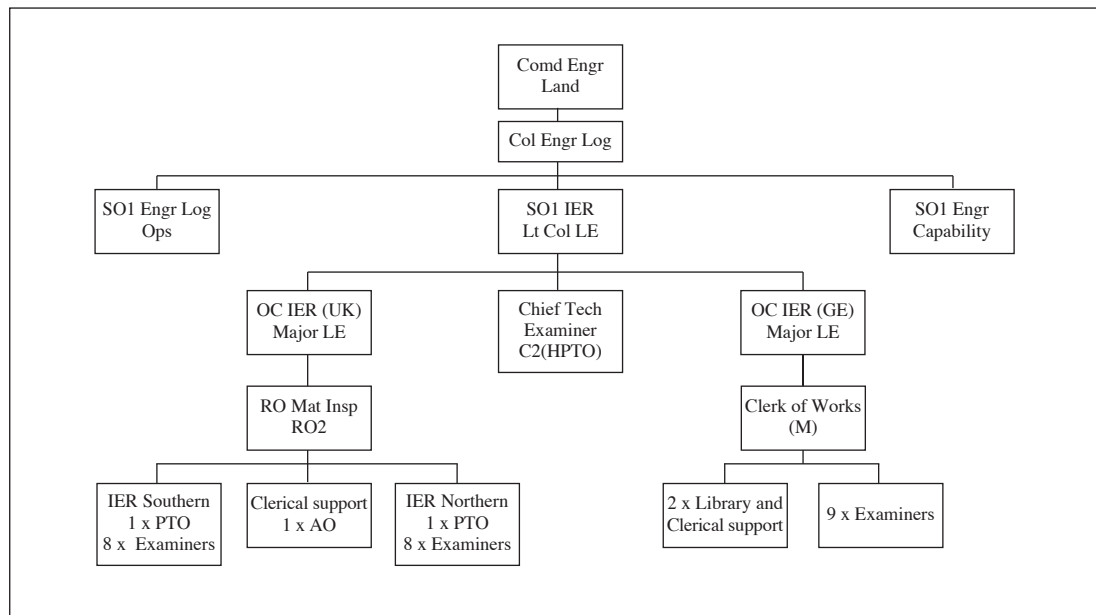 Comd Engr
Land
Col Engr Log
SO1 Engr Log
Ops
SO1 IER
Lt Col LE
SO1 Engr
Capability
OC IER (UK)
Major LE
Chief Tech
Examiner
C2(HPTO)
OC IER (GE)
Major LE
RO Mat Insp
RO2
Clerk of Works
(M)
IER Southern
1 x PTO
8 x Examiners
Clerical support
1 x AO
IER Northern
1 x PTO
8 x Examiners
2 x Library and
Clerical support
9 x Examiners